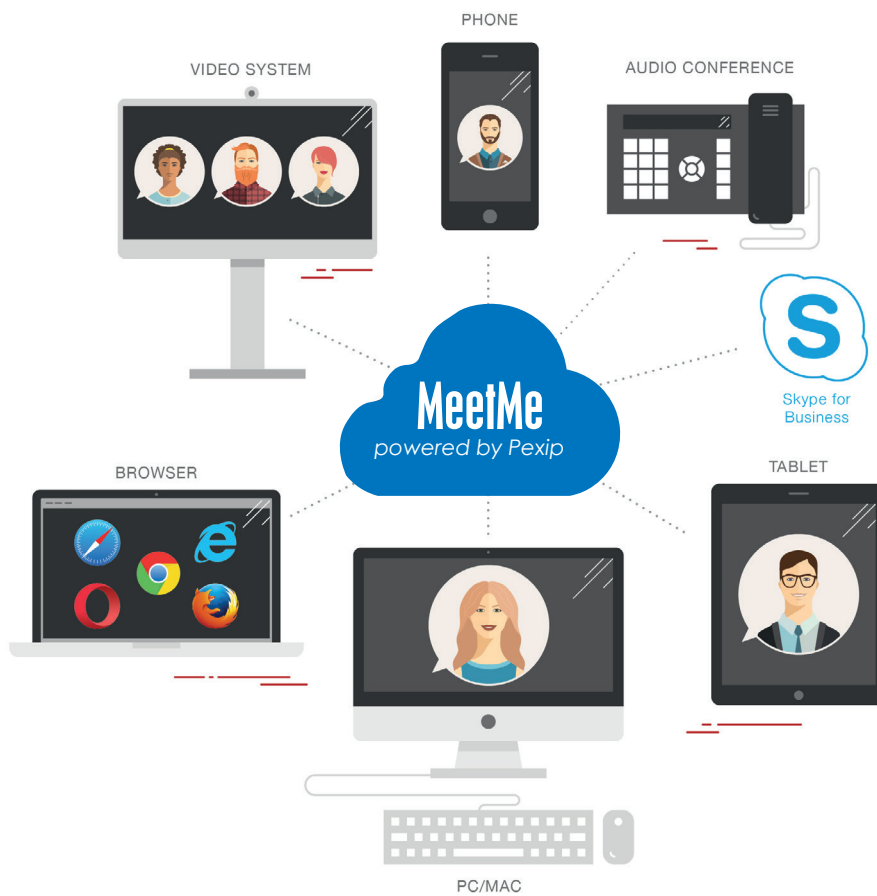 PHONE
VIDEO SYSTEM
AUDIO CONFERENCE
S
Skype for
Business
MeetMe
powered by Pexip
BROWSER
TABLET
PC/MAC